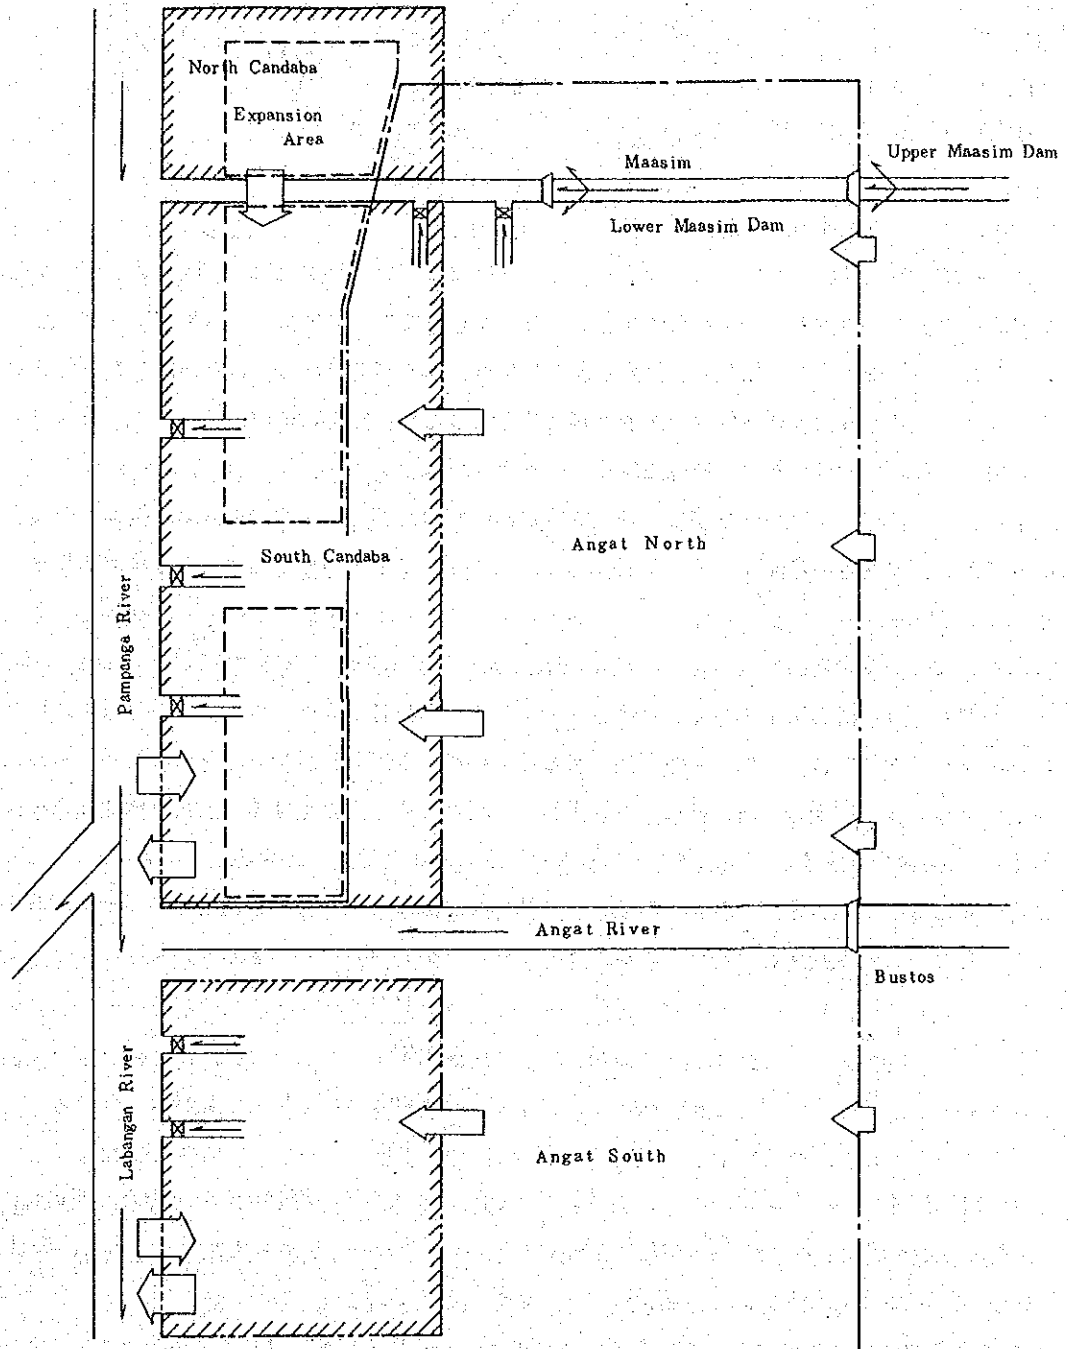 North Candaba
Expansion
Area
Maasim
Upper Maasim Dam
Lower Maasim Dam
South Candaba
Angat North
Pampanga River
Angat River
Bustos
Labangan River
Angat South